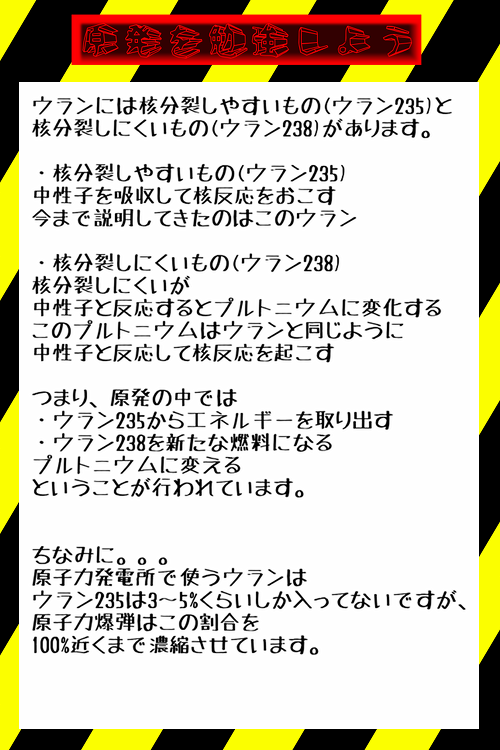 原発を勉強しよう
ウランには核分裂しやすいもの(ウラン235)と
核分裂しにくいもの(ウラン238)があります。
・核分裂しやすいもの(ウラン235)
中性子を吸収して核反応をおこす
今まで説明してきたのはこのウラン
・核分裂しにくいもの(ウラン238)
核分裂しにくいが
中性子と反応するとプルトニウムに変化する
このプルトニウムはウランと同じように
中性子と反応して核反応を起こす
つまり、原発の中では
・ウラン235からエネルギーを取り出す
・ウラン238を新たな燃料になる
プルトニウムに変える
ということが行われています。
ちなみに。。。
原子力発電所で使うウランは
ウラン235は3～5%くらいしか入ってないですが、
原子力爆弾はこの割合を
100%近くまで濃縮させています。